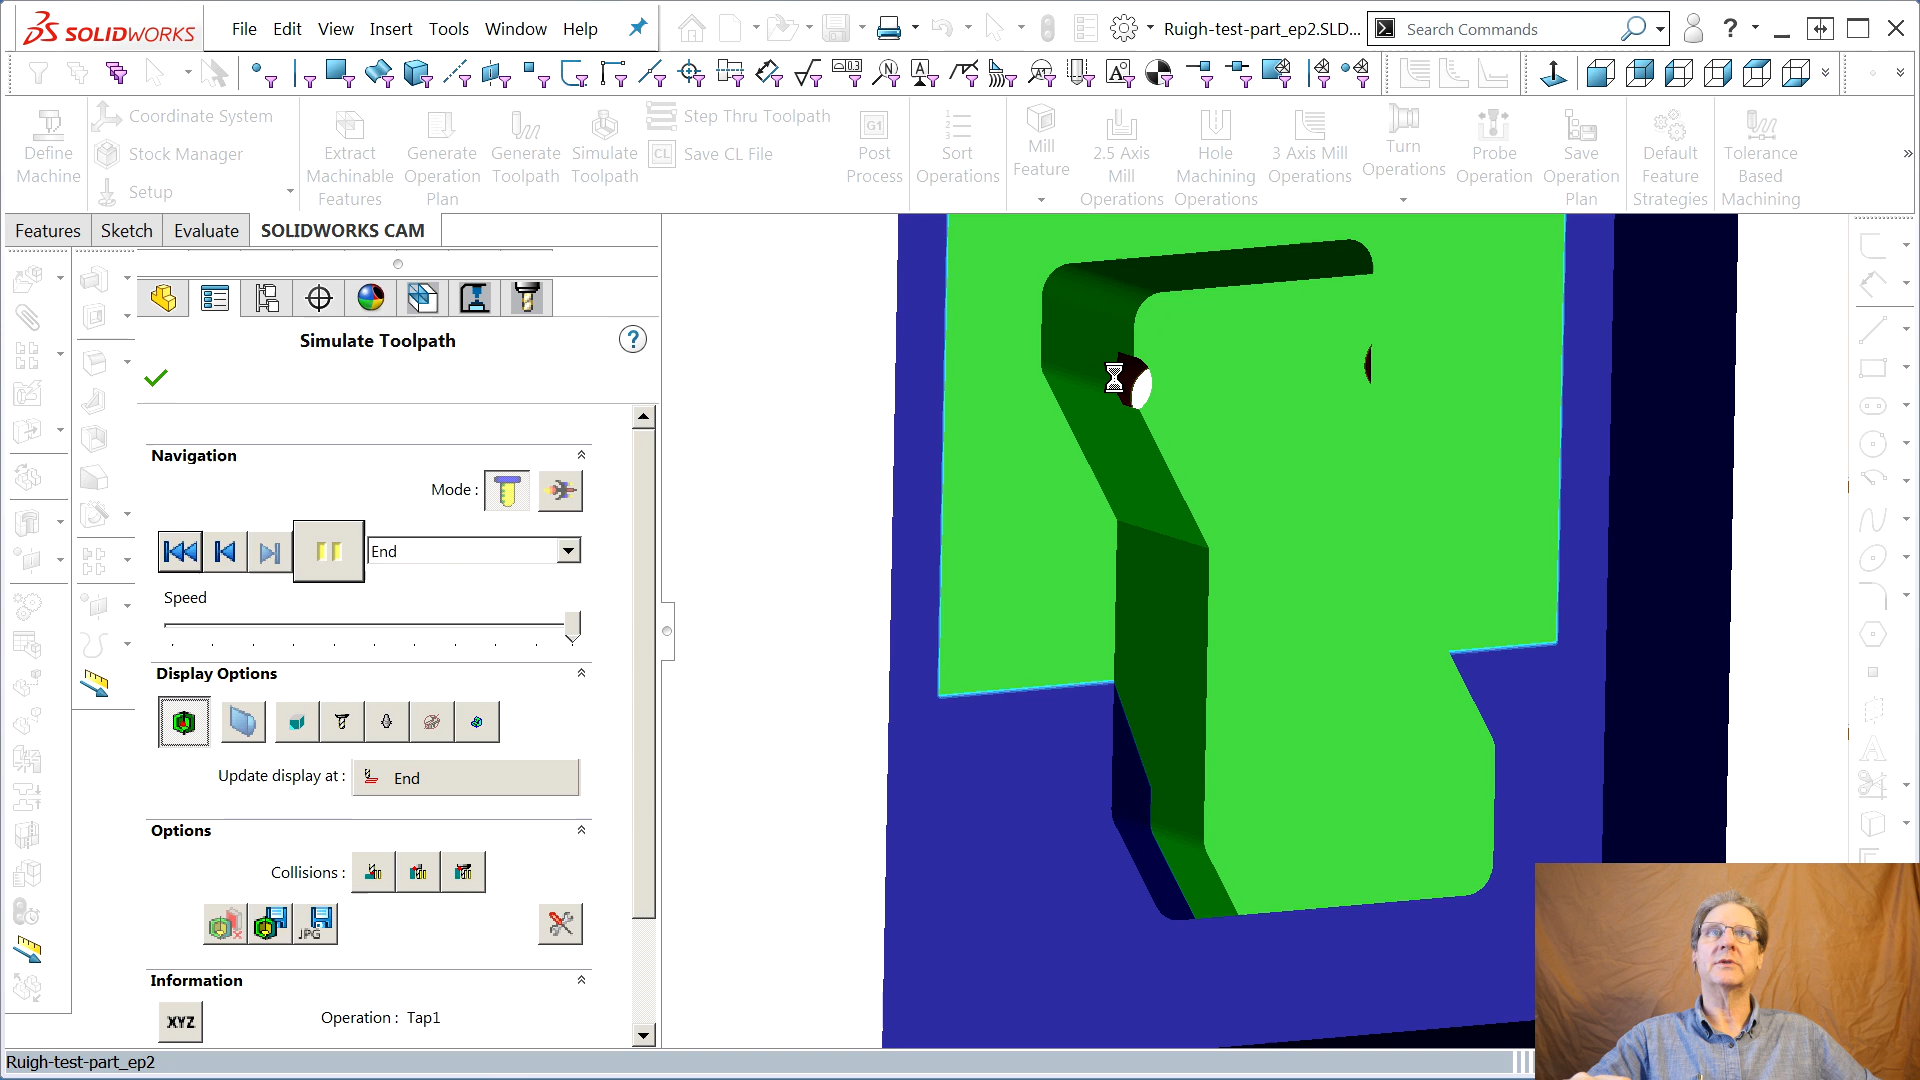 SOLIDWORKS
File Edit View Insert Tools Window Help
Ruigh-test-part_ep2.SLD...
Search Commands
?
Define Machine
Coordinate System
Stock Manager
Setup
Extract Machinable Features
Generate Operation Plan
Generate Toolpath
Simulate Toolpath
Step Thru Toolpath
CL Save CL File
G1 Post Process
Sort Operations
Mill Feature
2.5 Axis Mill Operations
Hole Machining Operations
3 Axis Mill Operations
Turn Operations
Probe Operation
Save Operation Plan
Default Feature Strategies
Tolerance Based Machining
Features Sketch Evaluate SOLIDWORKS CAM
Simulate Toolpath
?
Navigation
Mode :
End
Speed
Display Options
Update display at : End
Options
Collisions :
JPG
Information
XYZ
Operation : Tap1
Ruigh-test-part_ep2